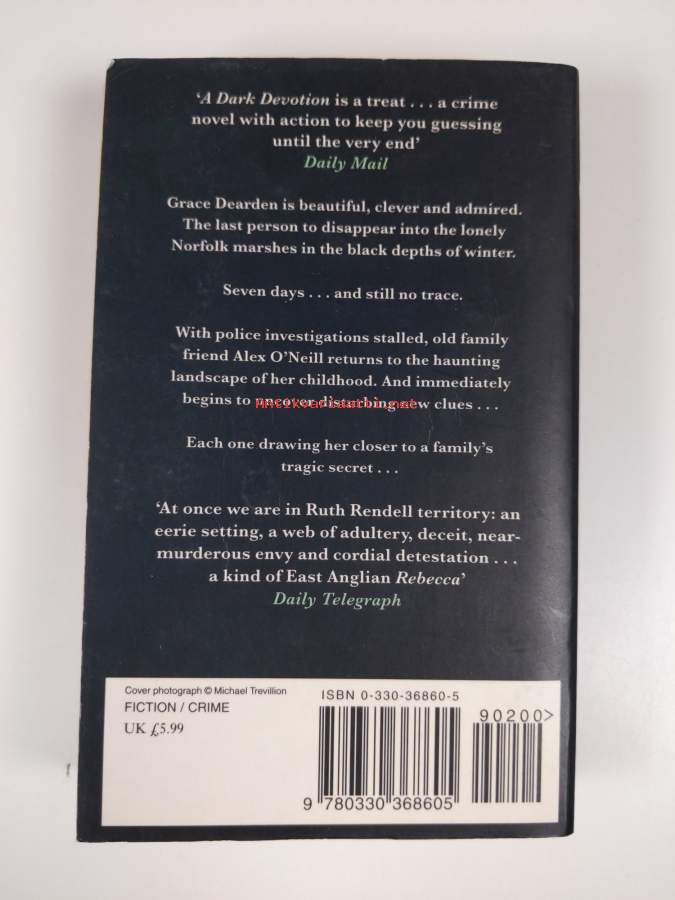 ‘A Dark Devotion is a treat . . . a crime
novel with action to keep you guessing
until the very end’
Daily Mail
Grace Dearden is beautiful, clever and admired.
The last person to disappear into the lonely
Norfolk marshes in the black depths of winter.
Seven days . . . and still no trace.
With police investigations stalled, old family
friend Alex O’Neill returns to the haunting
landscape of her childhood. And immediately
begins to uncover disturbing new clues . . .
Antikvariaatti.net
Each one drawing her closer to a family’s
tragic secret . . .
‘At once we are in Ruth Rendell territory: an
eerie setting, a web of adultery, deceit, near-
murderous envy and cordial detestation . . .
a kind of East Anglian Rebecca’
Daily Telegraph
Cover photograph © Michael Trevillion
FICTION / CRIME
UK £5.99
ISBN 0-330-36860-5
90200>
9 780330 368605